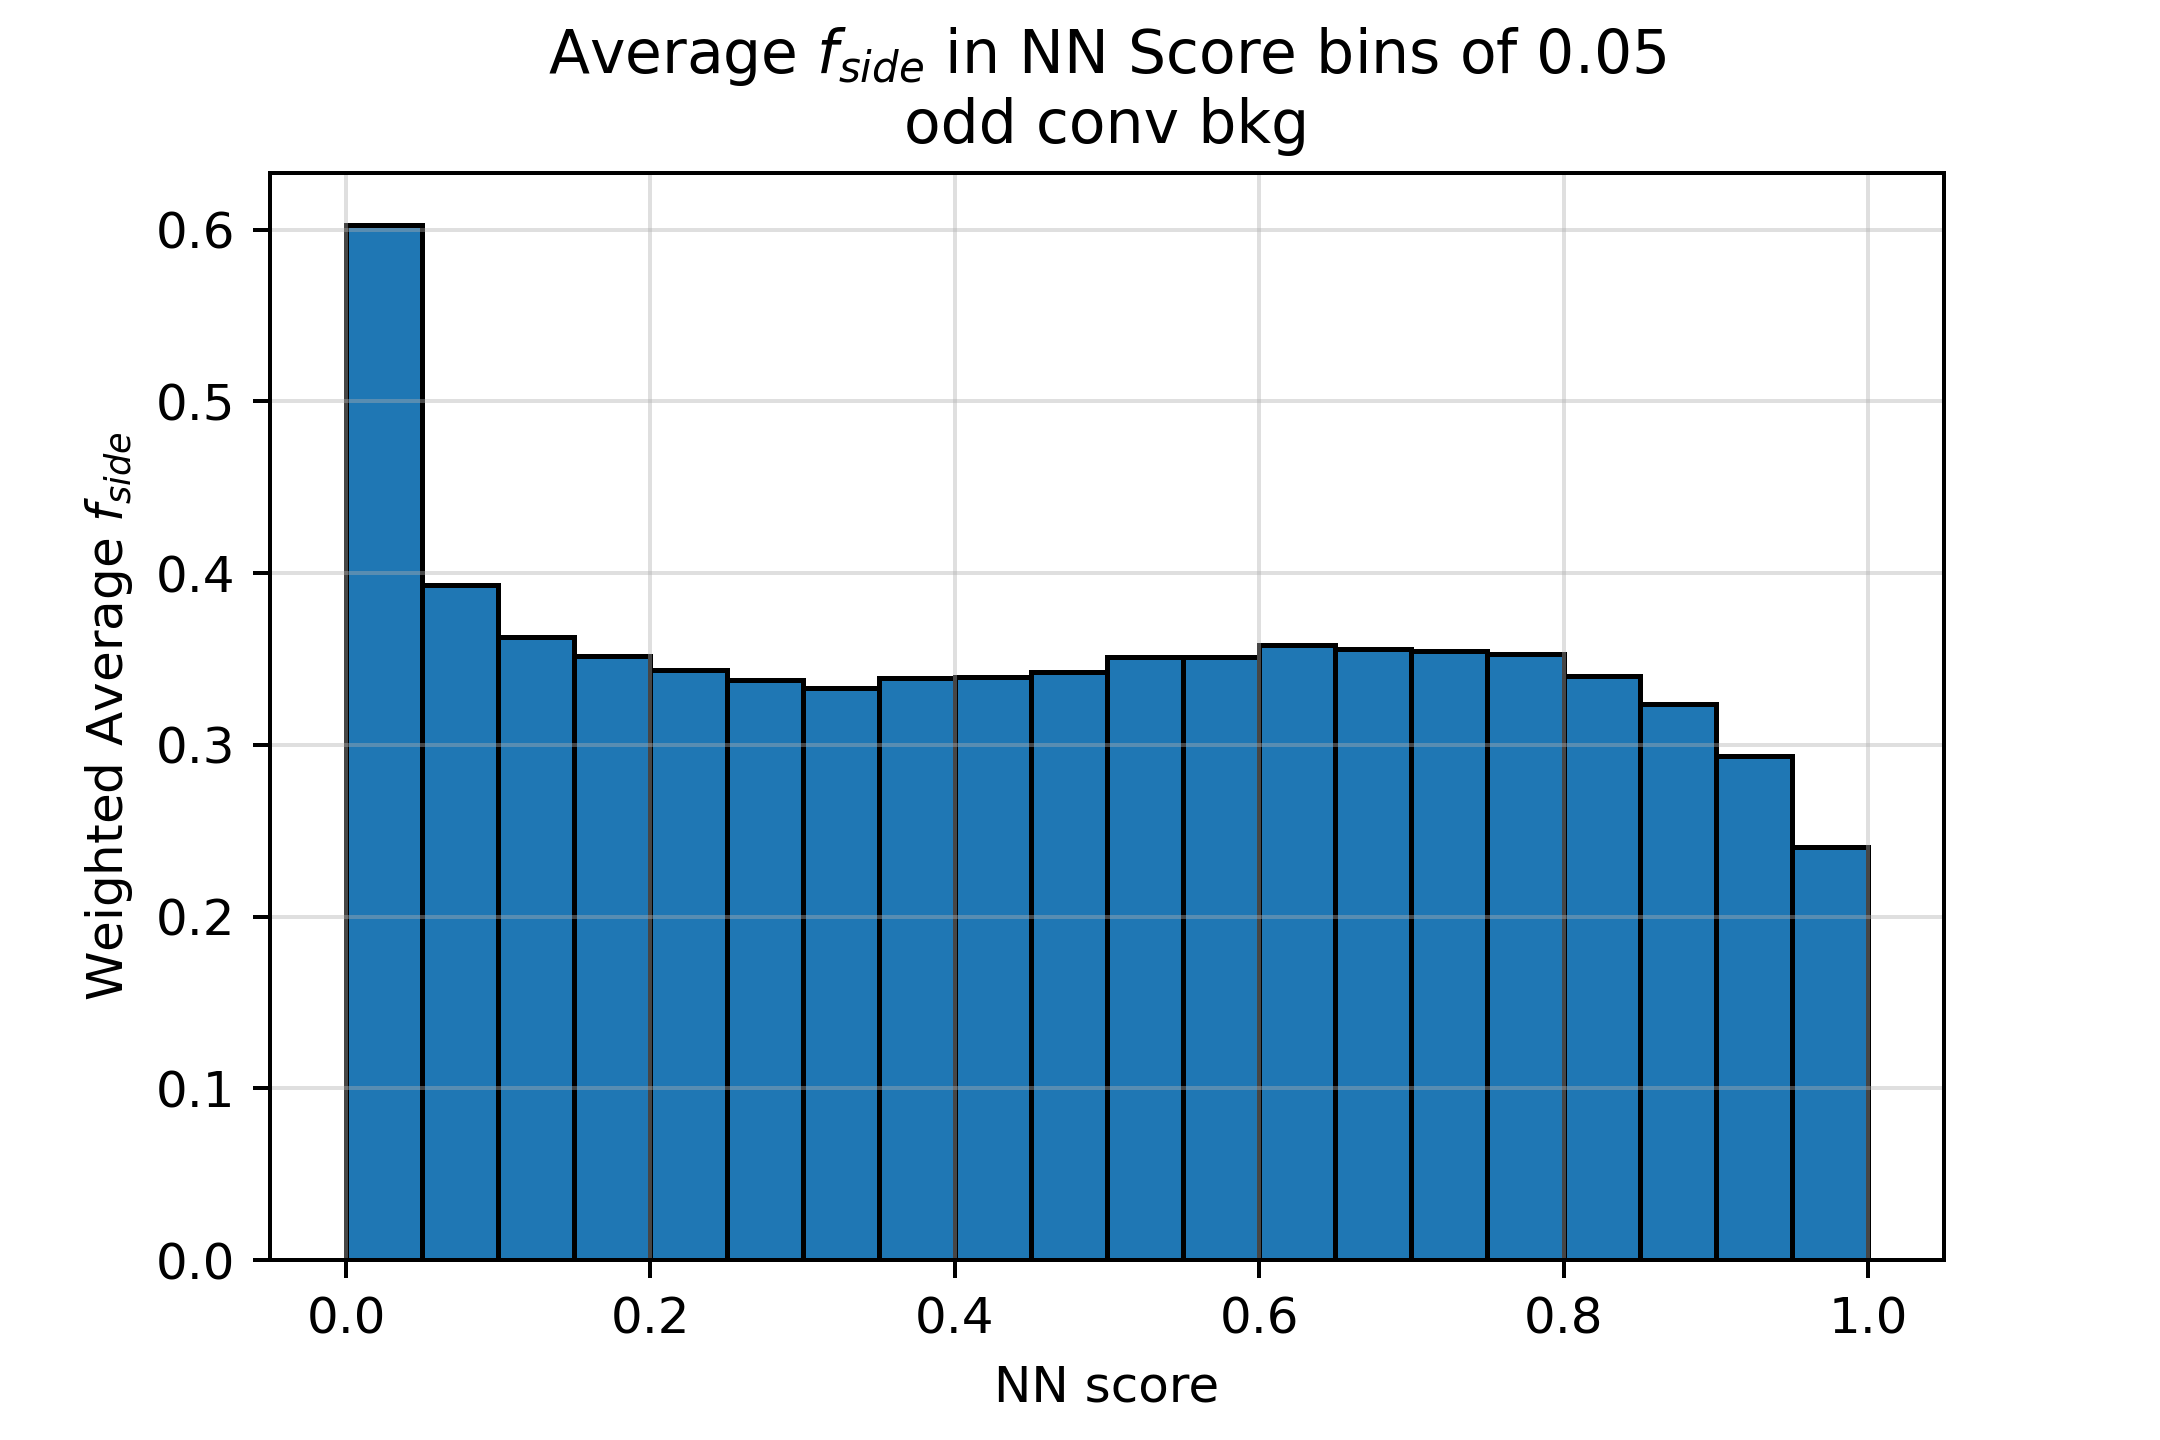 Average f_side in NN Score bins of 0.05
odd conv bkg
Weighted Average f_side
0.6
0.5
0.4
0.3
0.2
0.1
0.0
0.0 0.2 0.4 0.6 0.8 1.0
NN score